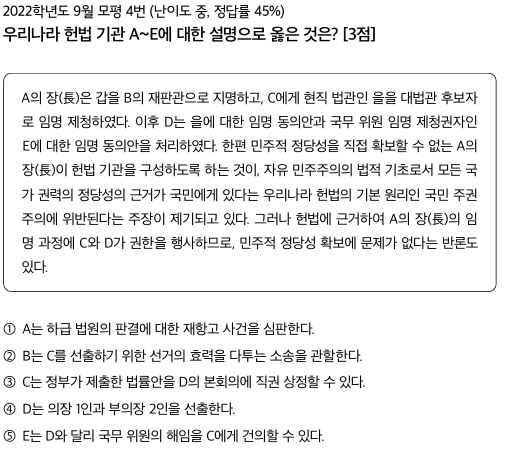 2022학년도 9월 모평 4번 (난이도 중, 정답률 45%)
우리나라 헌법 기관 A~E에 대한 설명으로 옳은 것은? [3점]
A의 장(長)은 갑을 B의 재판관으로 지명하고, C에게 현직 법관인 을을 대법관 후보자
로 임명 제청하였다. 이후 D는 을에 대한 임명 동의안과 국무 위원 임명 제청권자인
E에 대한 임명 동의안을 처리하였다. 한편 민주적 정당성을 직접 확보할 수 없는 A의
장(長)이 헌법 기관을 구성하도록 하는 것이, 자유 민주주의의 법적 기초로서 모든 국
가 권력의 정당성의 근거가 국민에게 있다는 우리나라 헌법의 기본 원리인 국민 주권
주의에 위반된다는 주장이 제기되고 있다. 그러나 헌법에 근거하여 A의 장(長)의 임
명 과정에 C와 D가 권한을 행사하므로, 민주적 정당성 확보에 문제가 없다는 반론도
있다.
① A는 하급 법원의 판결에 대한 재항고 사건을 심판한다.
② B는 C를 선출하기 위한 선거의 효력을 다투는 소송을 관할한다.
③ C는 정부가 제출한 법률안을 D의 본회의에 직권 상정할 수 있다.
④ D는 의장 1인과 부의장 2인을 선출한다.
⑤ E는 D와 달리 국무 위원의 해임을 C에게 건의할 수 있다.